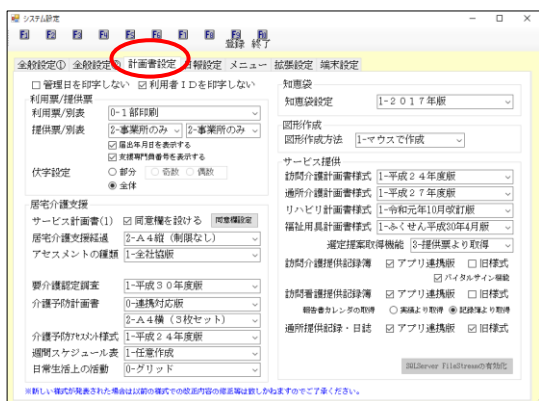 システム設定
F1 F2 F3 F4 F5 F6 F7 F8 F9 F10
登録 終了
全般設定① 全般設定② 計画書設定 日報設定 メニュー 拡張設定 端末設定
管理日を印字しない 利用者IDを印字しない
利用票/提供票
利用票/別表 0-1部印刷
提供票/別表 2-事業所のみ 2-事業所のみ
届出年月日を表示する
支援専門員番号を表示する
伏字設定 部分 奇数 偶数
全体
居宅介護支援
サービス計画書(1) 同意欄を設ける 同意欄設定
居宅介護支援経過 2-A4縦(制限なし)
アセスメントの種類 1-全社協版
要介護認定調査 1-平成30年度版
介護予防計画書 0-連携対応版
2-A4横(3枚セット)
介護予防アセスメント様式 1-平成24年度版
週間スケジュール表 1-任意作成
日常生活上の活動 0-グリッド
知恵袋
知恵袋設定 1-2017年版
図形作成
図形作成方法 1-マウスで作成
サービス提供
訪問介護計画書様式 1-平成24年度版
通所介護計画書様式 1-平成27年度版
リハビリ計画書様式 1-令和元年10月改訂版
福祉用具計画書様式 1-ふくせん平成30年4月版
選定提案取得機能 3-提供票より取得
訪問介護提供記録簿 アプリ連携版 旧様式
バイタルサイン機能
訪問看護提供記録簿 アプリ連携版 旧様式
報告書カレンダの取得 実績より取得 記録簿より取得
通所提供記録・日誌 アプリ連携版 旧様式
SQLServer FileStreamの有効化
※新しい様式が発表された場合は以前の様式での改正内容の修正等は致しかねますのでご了承ください。